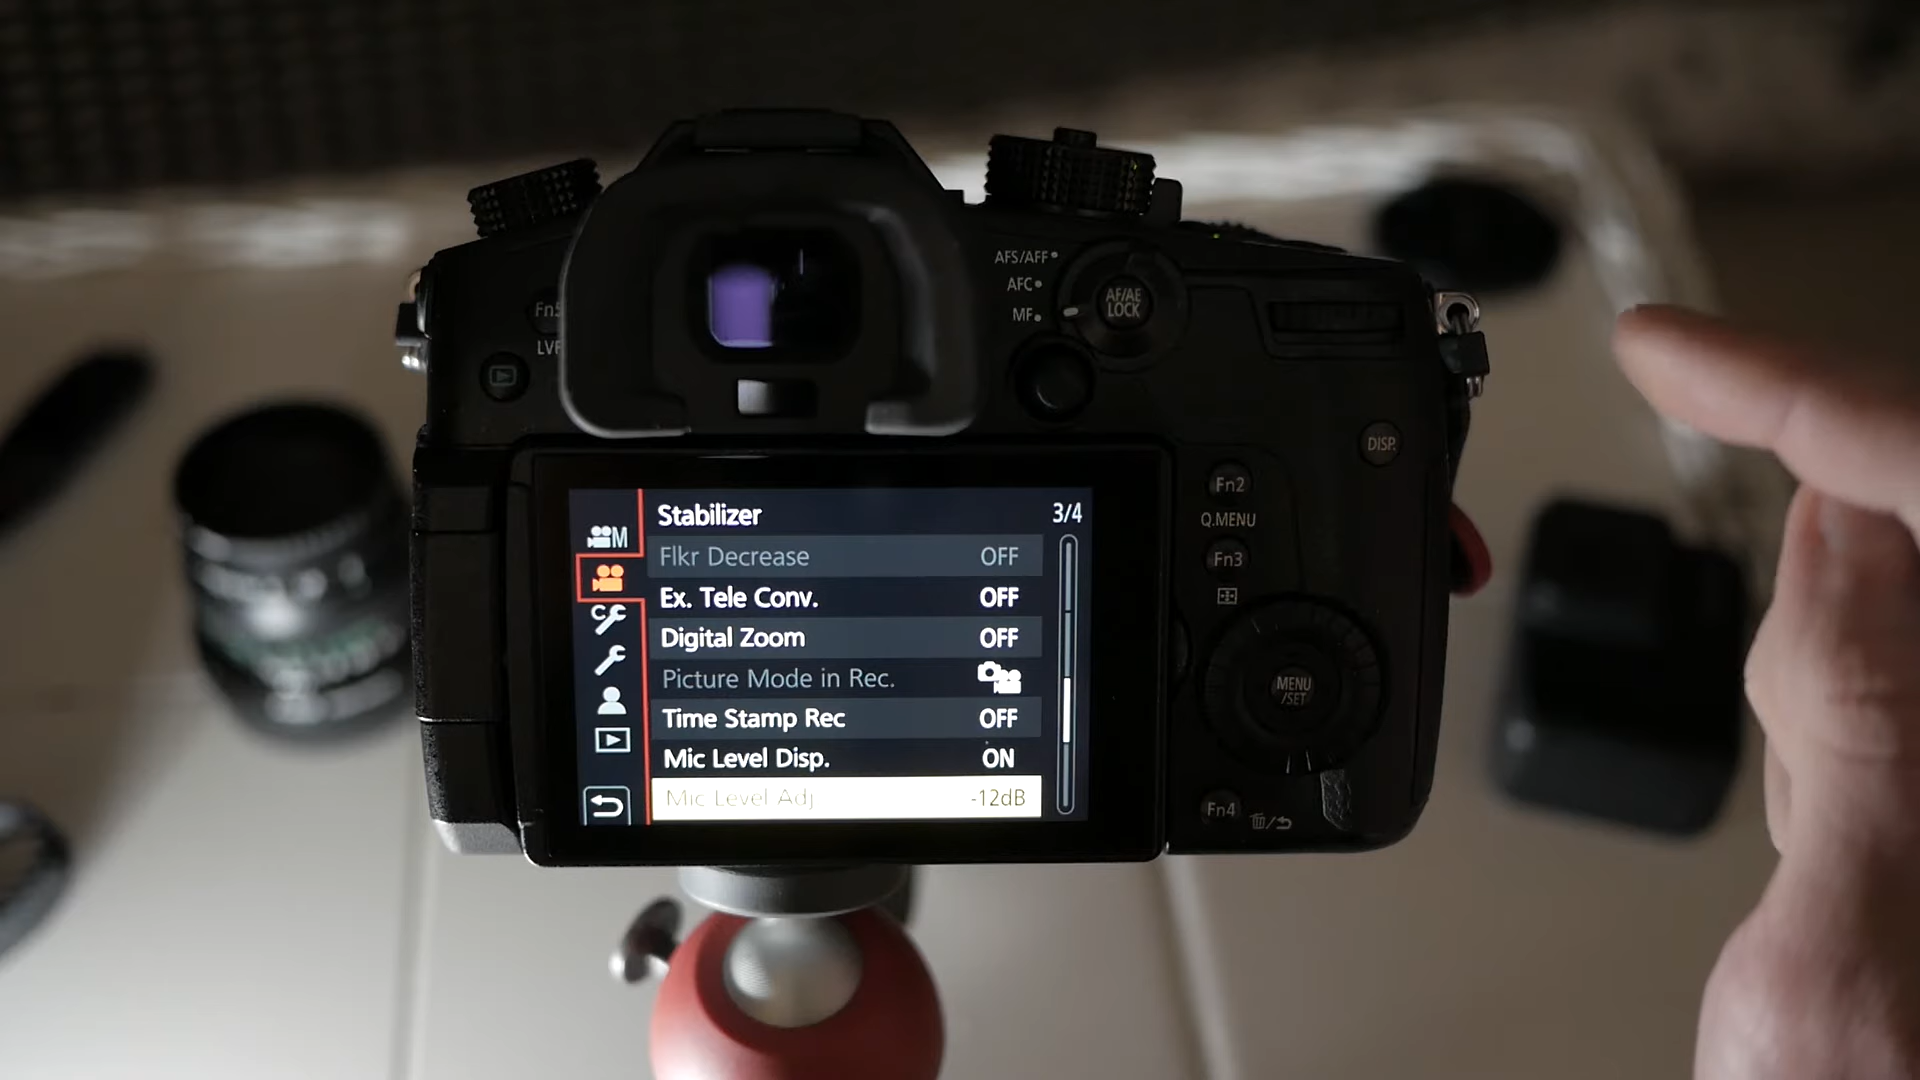 AFS/AFF
AFC
MF
AF/AE
LOCK
Fn5
LVF
DISP.
Fn2
Q.MENU
Fn3
MENU
/SET
Fn4
Stabilizer 3/4
Flkr Decrease OFF
Ex. Tele Conv. OFF
Digital Zoom OFF
Picture Mode in Rec.
Time Stamp Rec OFF
Mic Level Disp. ON
Mic Level Adj -12dB
M
C